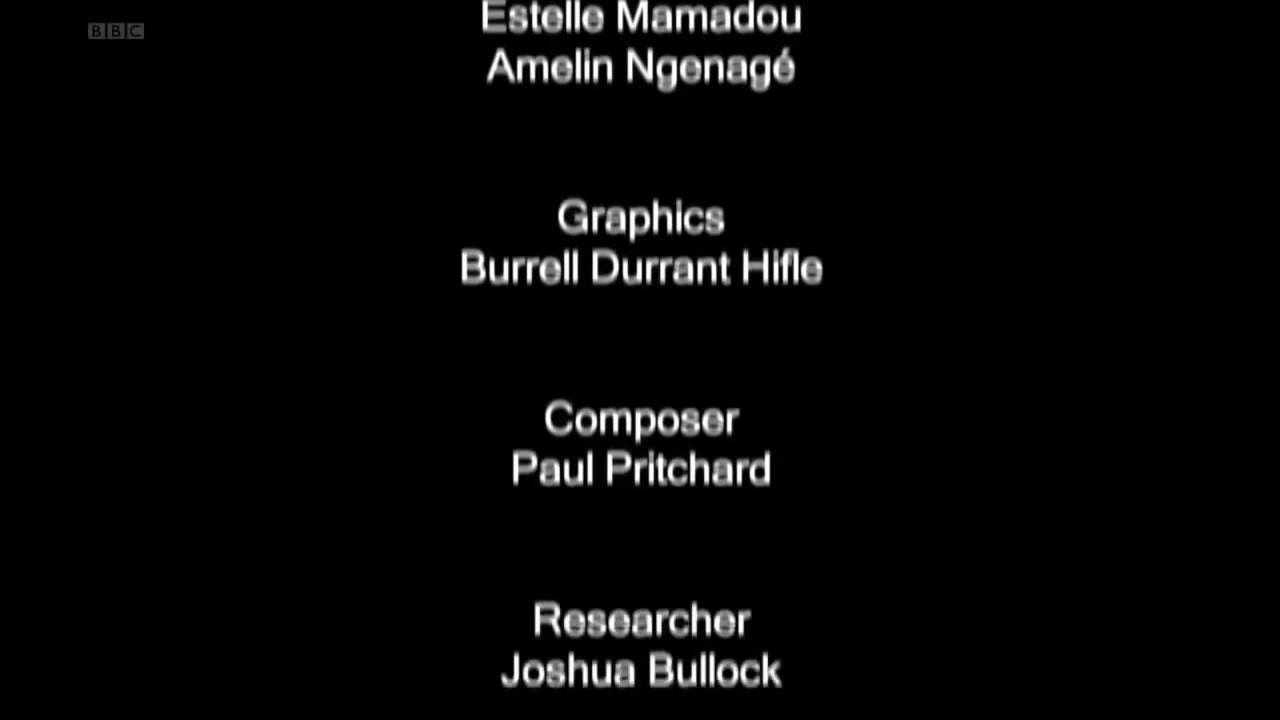 BBC
Estelle Mamadou
Amelin Ngenagé
Graphics
Burrell Durrant Hifle
Composer
Paul Pritchard
Researcher
Joshua Bullock